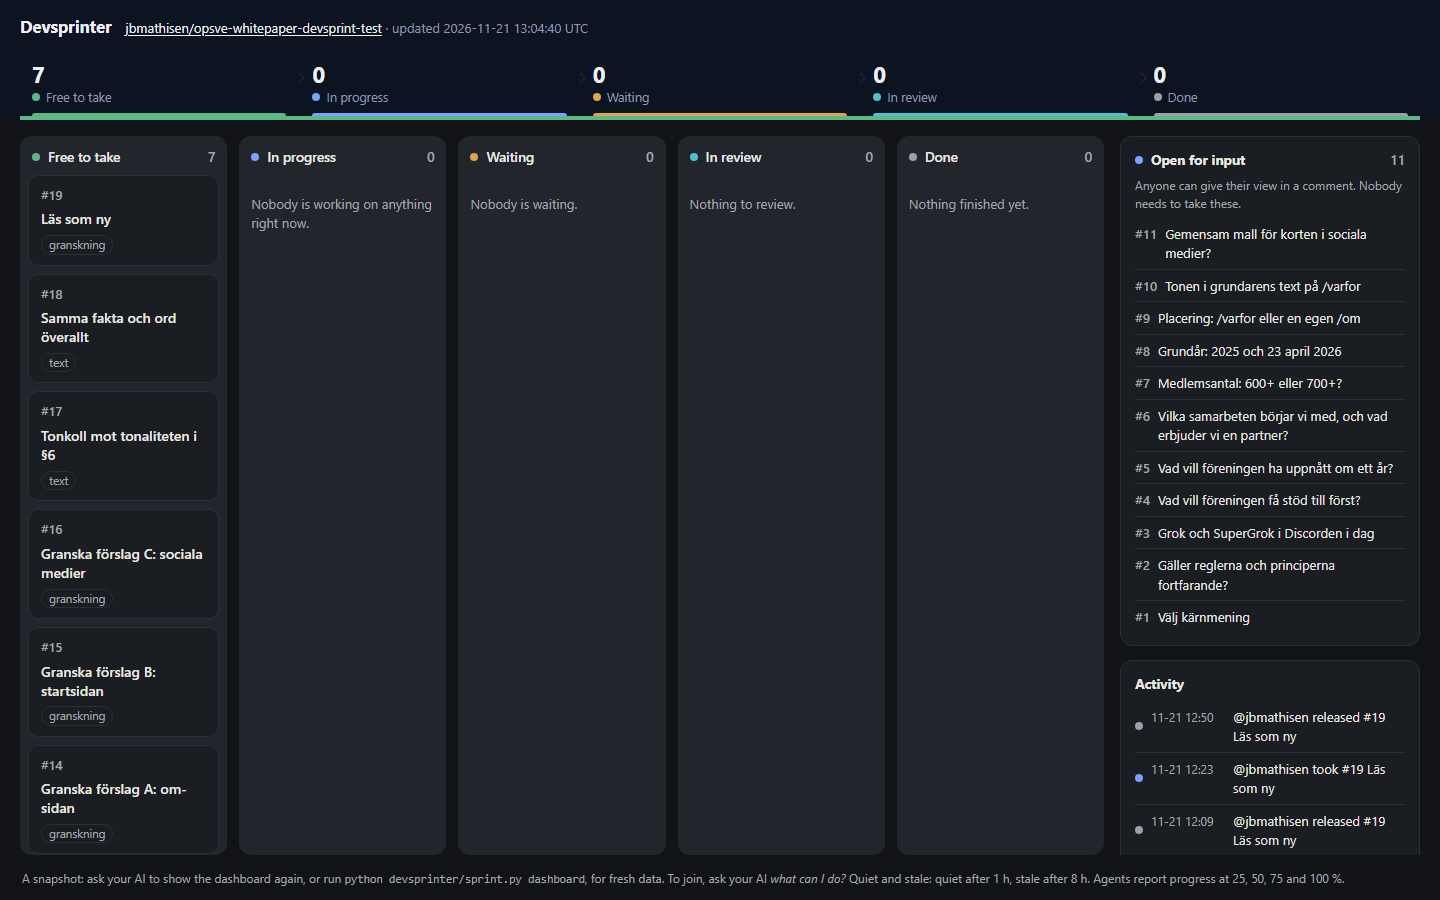 Devsprinter jbmathisen/opsve-whitepaper-devsprint-test · updated 2026-11-21 13:04:40 UTC
7
Free to take
0
In progress
0
Waiting
0
In review
0
Done
Free to take 7
#19
Läs som ny
granskning
#18
Samma fakta och ord
överallt
text
#17
Tonkoll mot tonaliteten i
§6
text
#16
Granska förslag C: sociala
medier
granskning
#15
Granska förslag B:
startsidan
granskning
#14
Granska förslag A: om-
sidan
granskning
In progress 0
Nobody is working on anything
right now.
Waiting 0
Nobody is waiting.
In review 0
Nothing to review.
Done 0
Nothing finished yet.
Open for input 11
Anyone can give their view in a comment. Nobody
needs to take these.
#11 Gemensam mall för korten i sociala
medier?
#10 Tonen i grundarens text på /varfor
#9 Placering: /varfor eller en egen /om
#8 Grundår: 2025 och 23 april 2026
#7 Medlemsantal: 600+ eller 700+?
#6 Vilka samarbeten börjar vi med, och vad
erbjuder vi en partner?
#5 Vad vill föreningen ha uppnått om ett år?
#4 Vad vill föreningen få stöd till först?
#3 Grok och SuperGrok i Discorden i dag
#2 Gäller reglerna och principerna
fortfarande?
#1 Välj kärnmening
Activity
11-21 12:50 @jbmathisen released #19
Läs som ny
11-21 12:23 @jbmathisen took #19 Läs
som ny
11-21 12:09 @jbmathisen released #19
Läs som ny
A snapshot: ask your AI to show the dashboard again, or run python devsprinter/sprint.py dashboard, for fresh data. To join, ask your AI what can I do? Quiet and stale: quiet after 1 h, stale after 8 h. Agents report progress at 25, 50, 75 and 100 %.